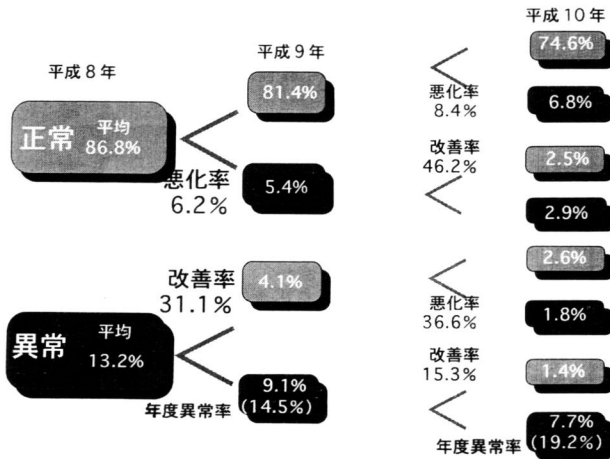 平成10年
平成9年
平成8年
74.6%
81.4%
悪化率
8.4%
6.8%
正常 平均
86.8%
改善率
46.2%
2.5%
悪化率
6.2%
5.4%
2.9%
2.6%
改善率
31.1%
4.1%
悪化率
36.6%
1.8%
異常 平均
13.2%
改善率
15.3%
1.4%
9.1%
年度異常率 (14.5%)
7.7%
年度異常率 (19.2%)